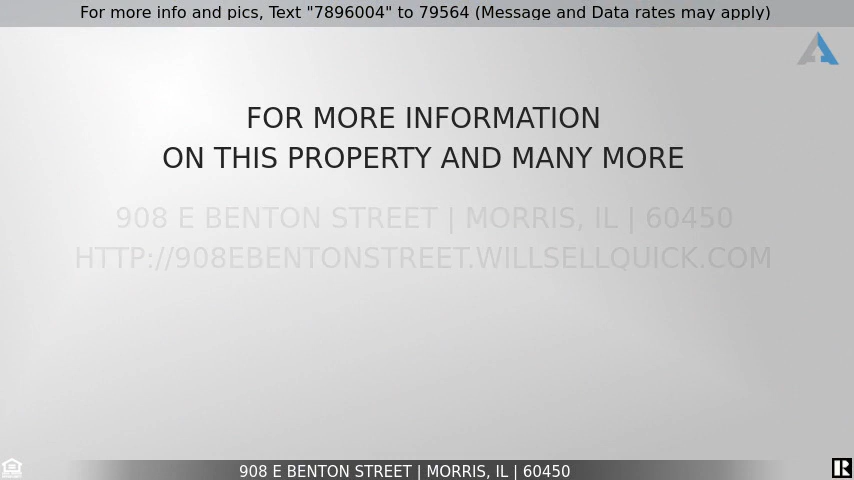 For more info and pics, Text "7896004" to 79564 (Message and Data rates may apply)
FOR MORE INFORMATION
ON THIS PROPERTY AND MANY MORE
908 E BENTON STREET | MORRIS, IL | 60450
HTTP://908EBENTONSTREET.WILLSELLQUICK.COM
908 E BENTON STREET | MORRIS, IL | 60450